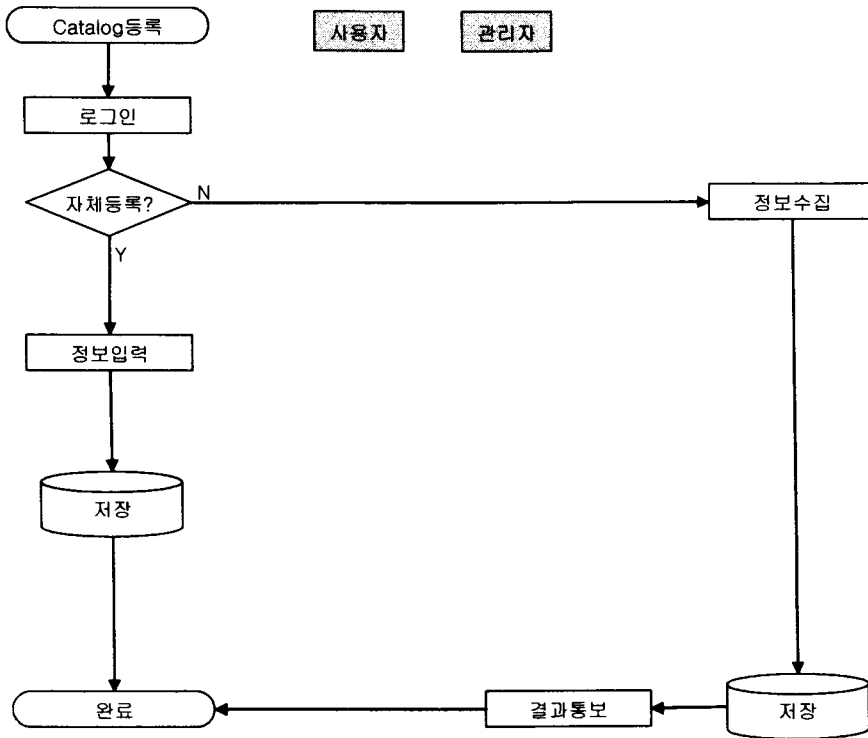 Catalog등록
사용자
관리자
로그인
자체등록?
N
정보수집
Y
정보입력
저장
완료
결과통보
저장